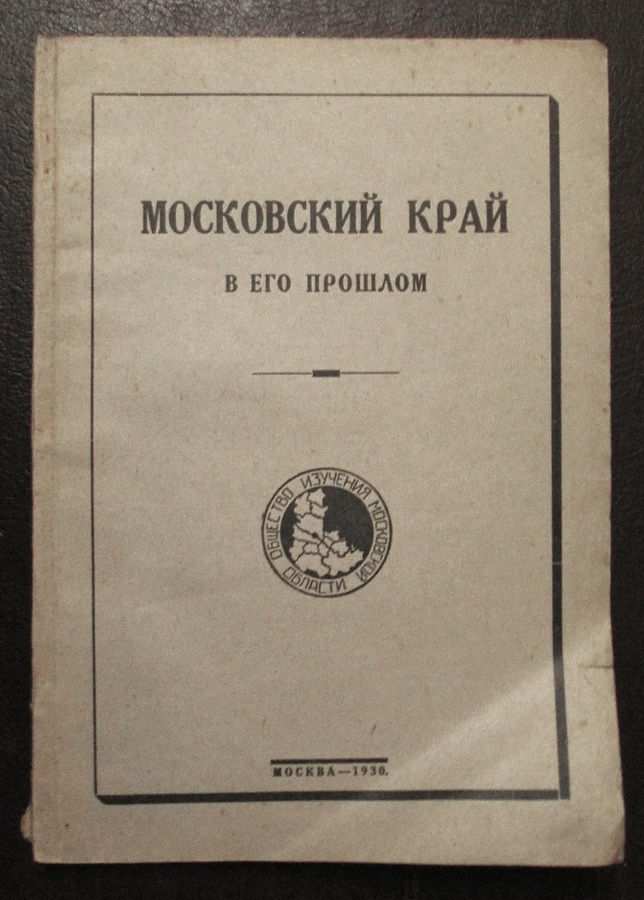 МОСКОВСКИЙ КРАЙ
В ЕГО ПРОШЛОМ
ОБЩЕСТВО ИЗУЧЕНИЯ МОСКОВСКОЙ
ОБЛАСТИ
МОСКВА—1930.